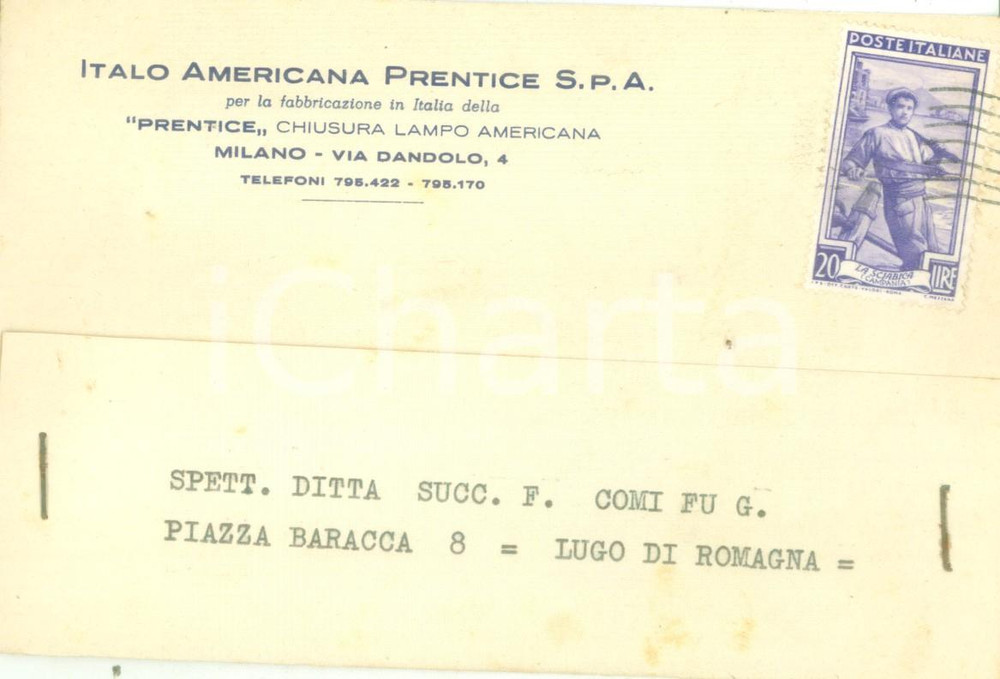 ITALO AMERICANA PRENTICE S.P.A.
per la fabbricazione in Italia della
"PRENTICE„ CHIUSURA LAMPO AMERICANA
MILANO - VIA DANDOLO, 4
TELEFONI 795.422 - 795.170
POSTE ITALIANE
20 LA SCIABICA LIRE
(CAMPANIA)
iCharta
SPETT. DITTA SUCC. F. COMI FU G.
PIAZZA BARACCA 8 = LUGO DI ROMAGNA =